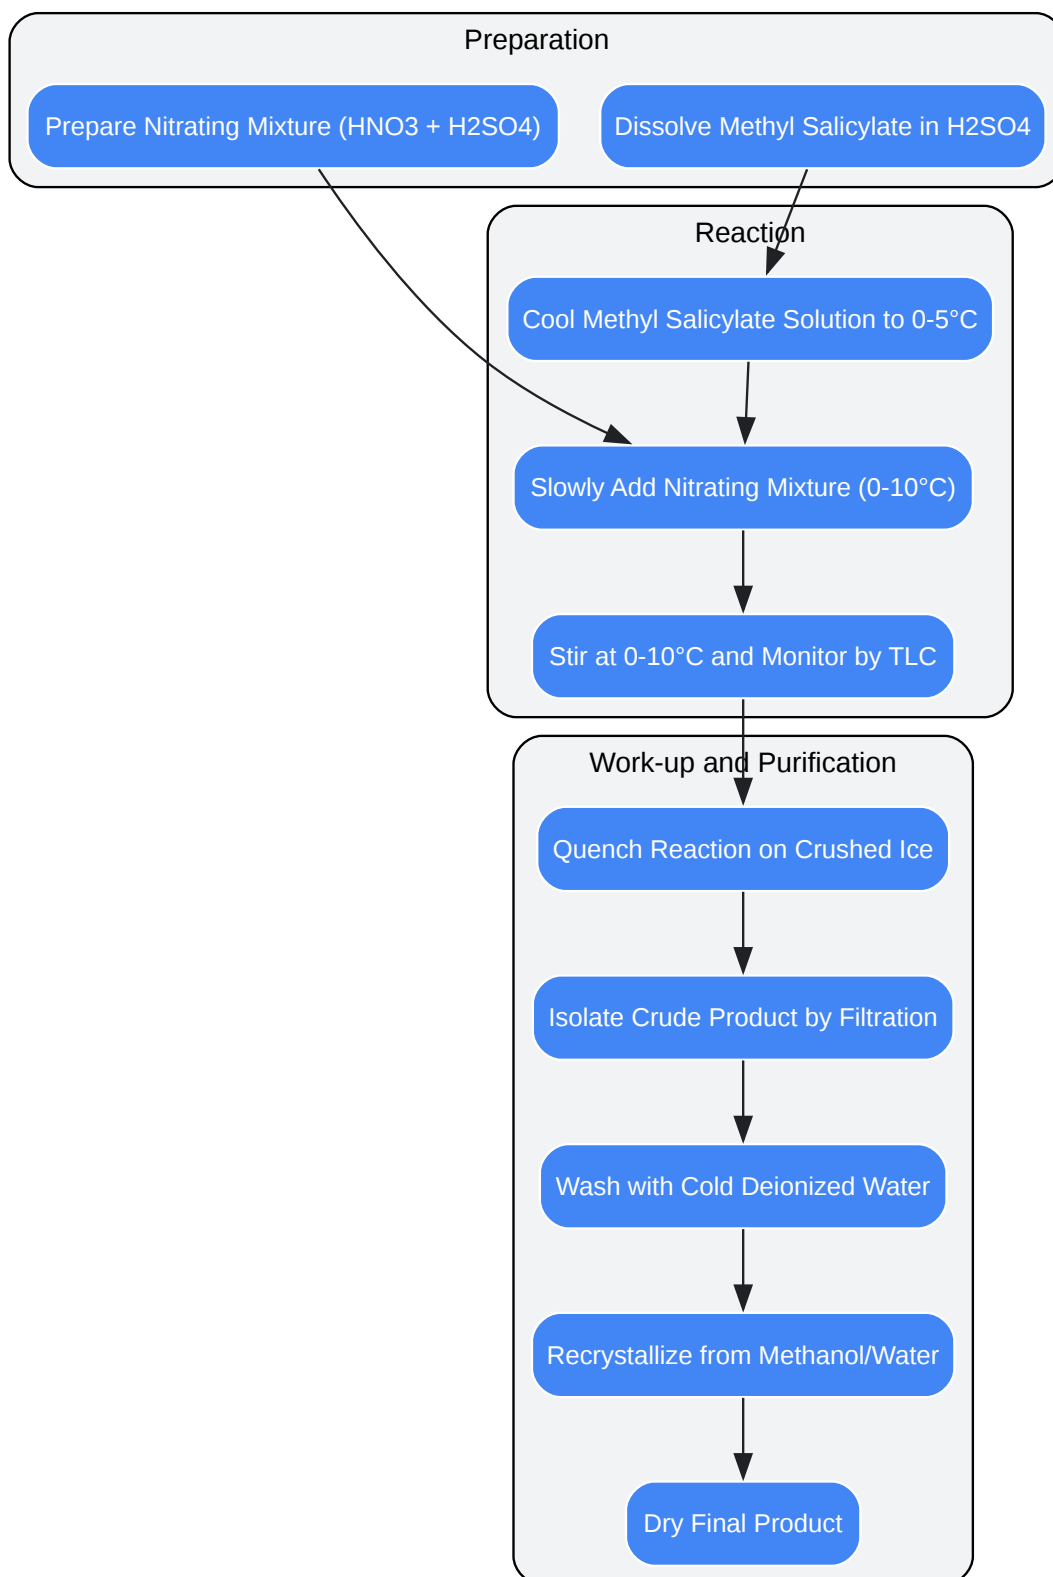 Preparation
Prepare Nitrating Mixture (HNO3 + H2SO4)
Dissolve Methyl Salicylate in H2SO4
Reaction
Cool Methyl Salicylate Solution to 0-5°C
Slowly Add Nitrating Mixture (0-10°C)
Stir at 0-10°C and Monitor by TLC
Work-up and Purification
Quench Reaction on Crushed Ice
Isolate Crude Product by Filtration
Wash with Cold Deionized Water
Recrystallize from Methanol/Water
Dry Final Product